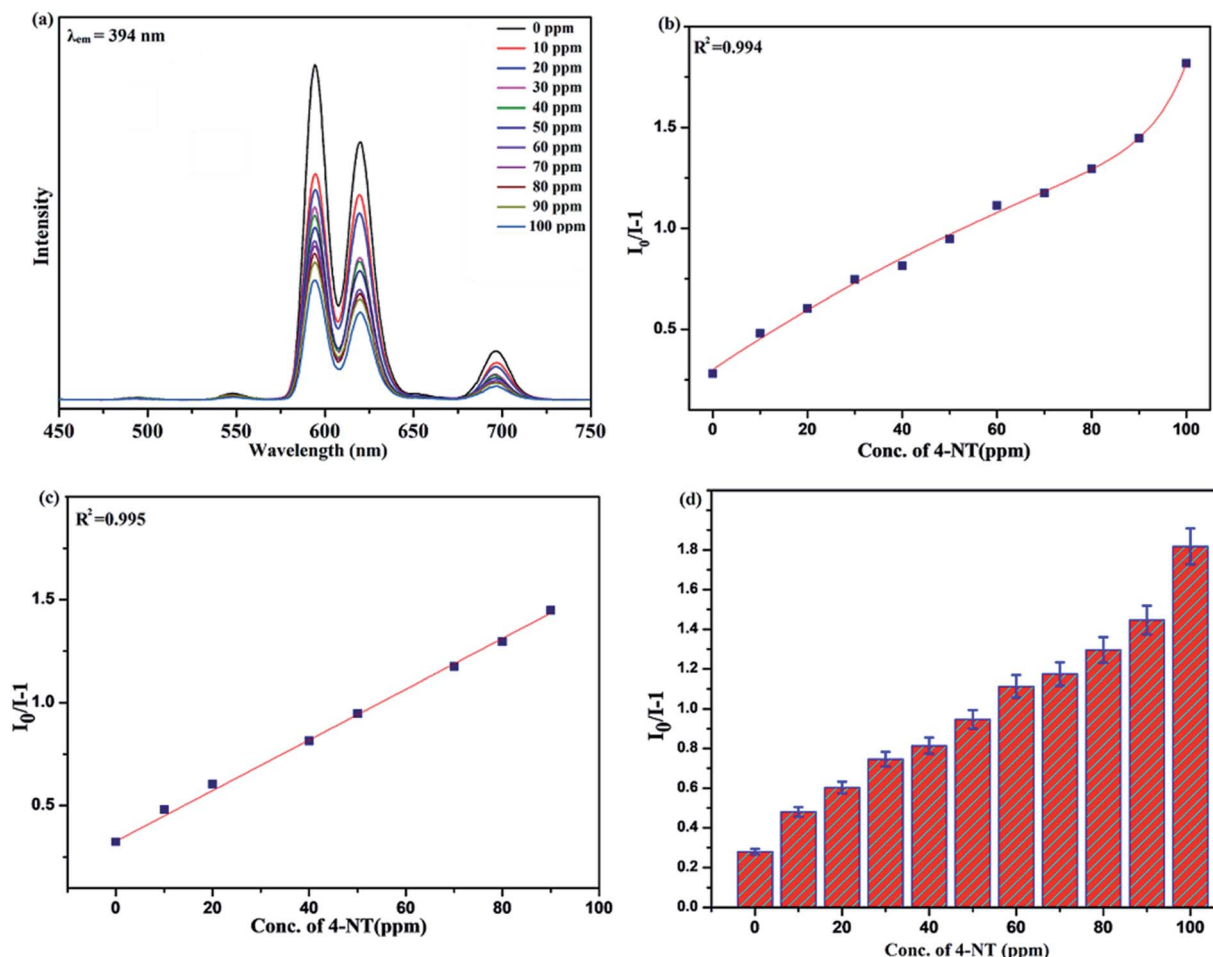 (a)
λem = 394 nm
0 ppm
10 ppm
20 ppm
30 ppm
40 ppm
50 ppm
60 ppm
70 ppm
80 ppm
90 ppm
100 ppm
Intensity
450 500 550 600 650 700 750
Wavelength (nm)
(b)
R²=0.994
I₀/I-1
1.5
1.0
0.5
0 20 40 60 80 100
Conc. of 4-NT(ppm)
(c)
R²=0.995
I₀/I-1
1.5
1.0
0.5
0 20 40 60 80 100
Conc. of 4-NT(ppm)
(d)
I₀/I-1
1.8
1.6
1.4
1.2
1.0
0.8
0.6
0.4
0.2
0.0
0 20 40 60 80 100
Conc. of 4-NT (ppm)